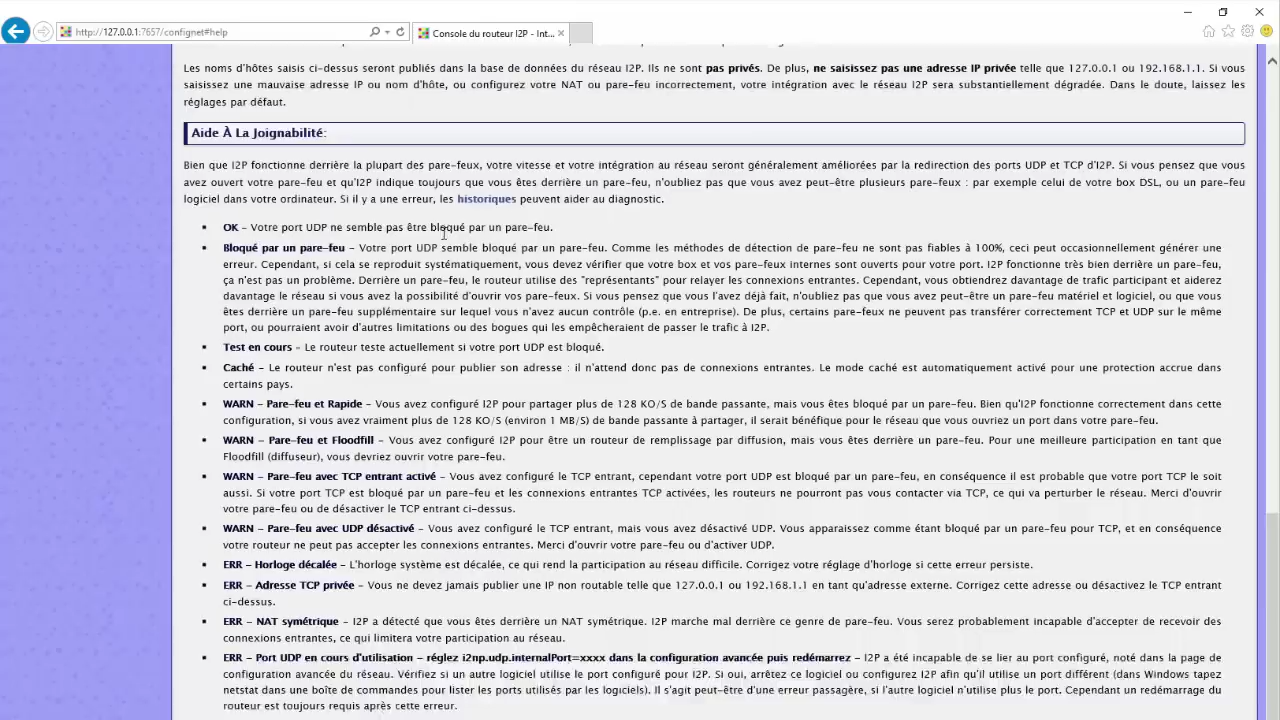 http://127.0.0.1:7657/confignet#help
Console du routeur I2P - Int...
Les noms d'hôtes saisis ci-dessus seront publiés dans la base de données du réseau I2P. Ils ne sont pas privés. De plus, ne saisissez pas une adresse IP privée telle que 127.0.0.1 ou 192.168.1.1. Si vous
saisissez une mauvaise adresse IP ou nom d'hôte, ou configurez votre NAT ou pare-feu incorrectement, votre intégration avec le réseau I2P sera substantiellement dégradée. Dans le doute, laissez les
réglages par défaut.
Aide À La Joignabilité:
Bien que I2P fonctionne derrière la plupart des pare-feux, votre vitesse et votre intégration au réseau seront généralement améliorées par la redirection des ports UDP et TCP d'I2P. Si vous pensez que vous
avez ouvert votre pare-feu et qu'I2P indique toujours que vous êtes derrière un pare-feu, n'oubliez pas que vous avez peut-être plusieurs pare-feux : par exemple celui de votre box DSL, ou un pare-feu
logiciel dans votre ordinateur. Si il y a une erreur, les historiques peuvent aider au diagnostic.
▪ OK - Votre port UDP ne semble pas être bloqué par un pare-feu.
▪ Bloqué par un pare-feu - Votre port UDP semble bloqué par un pare-feu. Comme les méthodes de détection de pare-feu ne sont pas fiables à 100%, ceci peut occasionnellement générer une
erreur. Cependant, si cela se reproduit systématiquement, vous devez vérifier que votre box et vos pare-feux internes sont ouverts pour votre port. I2P fonctionne très bien derrière un pare-feu,
ça n'est pas un problème. Derrière un pare-feu, le routeur utilise des "représentants" pour relayer les connexions entrantes. Cependant, vous obtiendrez davantage de trafic participant et aiderez
davantage le réseau si vous avez la possibilité d'ouvrir vos pare-feux. Si vous pensez que vous l'avez déjà fait, n'oubliez pas que vous avez peut-être un pare-feu matériel et logiciel, ou que vous
êtes derrière un pare-feu supplémentaire sur lequel vous n'avez aucun contrôle (p.e. en entreprise). De plus, certains pare-feux ne peuvent pas transférer correctement TCP et UDP sur le même
port, ou pourraient avoir d'autres limitations ou des bogues qui les empêcheraient de passer le trafic à I2P.
▪ Test en cours - Le routeur teste actuellement si votre port UDP est bloqué.
▪ Caché - Le routeur n'est pas configuré pour publier son adresse : il n'attend donc pas de connexions entrantes. Le mode caché est automatiquement activé pour une protection accrue dans
certains pays.
▪ WARN - Pare-feu et Rapide - Vous avez configuré I2P pour partager plus de 128 KO/S de bande passante, mais vous êtes bloqué par un pare-feu. Bien qu'I2P fonctionne correctement dans cette
configuration, si vous avez vraiment plus de 128 KO/S (environ 1 MB/S) de bande passante à partager, il serait bénéfique pour le réseau que vous ouvriez un port dans votre pare-feu.
▪ WARN - Pare-feu et Floodfill - Vous avez configuré I2P pour être un routeur de remplissage par diffusion, mais vous êtes derrière un pare-feu. Pour une meilleure participation en tant que
Floodfill (diffuseur), vous devriez ouvrir votre pare-feu.
▪ WARN - Pare-feu avec TCP entrant activé - Vous avez configuré le TCP entrant, cependant votre port UDP est bloqué par un pare-feu, en conséquence il est probable que votre port TCP le soit
aussi. Si votre port TCP est bloqué par un pare-feu et les connexions entrantes TCP activées, les routeurs ne pourront pas vous contacter via TCP, ce qui va perturber le réseau. Merci d'ouvrir
votre pare-feu ou de désactiver le TCP entrant ci-dessus.
▪ WARN - Pare-feu avec UDP désactivé - Vous avez configuré le TCP entrant, mais vous avez désactivé UDP. Vous apparaissez comme étant bloqué par un pare-feu pour TCP, et en conséquence
votre routeur ne peut pas accepter les connexions entrantes. Merci d'ouvrir votre pare-feu ou d'activer UDP.
▪ ERR - Horloge décalée - L'horloge système est décalée, ce qui rend la participation au réseau difficile. Corrigez votre réglage d'horloge si cette erreur persiste.
▪ ERR - Adresse TCP privée - Vous ne devez jamais publier une IP non routable telle que 127.0.0.1 ou 192.168.1.1 en tant qu'adresse externe. Corrigez cette adresse ou désactivez le TCP entrant
ci-dessus.
▪ ERR - NAT symétrique - I2P a détecté que vous êtes derrière un NAT symétrique. I2P marche mal derrière ce genre de pare-feu. Vous serez probablement incapable d'accepter de recevoir des
connexions entrantes, ce qui limitera votre participation au réseau.
▪ ERR - Port UDP en cours d'utilisation - réglez i2np.udp.internalPort=xxxx dans la configuration avancée puis redémarrez - I2P a été incapable de se lier au port configuré, noté dans la page de
configuration avancée du réseau. Vérifiez si un autre logiciel utilise le port configuré pour I2P. Si oui, arrêtez ce logiciel ou configurez I2P afin qu'il utilise un port différent (dans Windows tapez
netstat dans une boîte de commandes pour lister les ports utilisés par les logiciels). Il s'agit peut-être d'une erreur passagère, si l'autre logiciel n'utilise plus le port. Cependant un redémarrage du
routeur est toujours requis après cette erreur.